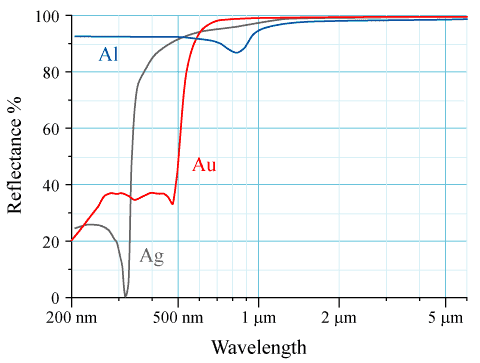 100
80
60
40
20
0
Reflectance %
Al
Au
Ag
200 nm 500 nm 1 μm 2 μm 5 μm
Wavelength